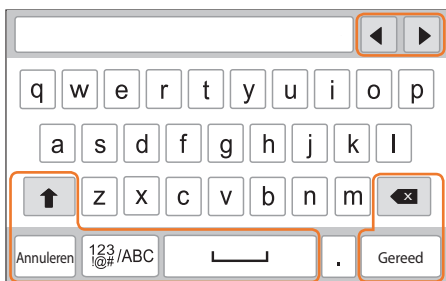 q w e r t y u i o p
a s d f g h j k l
z x c v b n m
Annuleren 123 !@# /ABC . Gereed